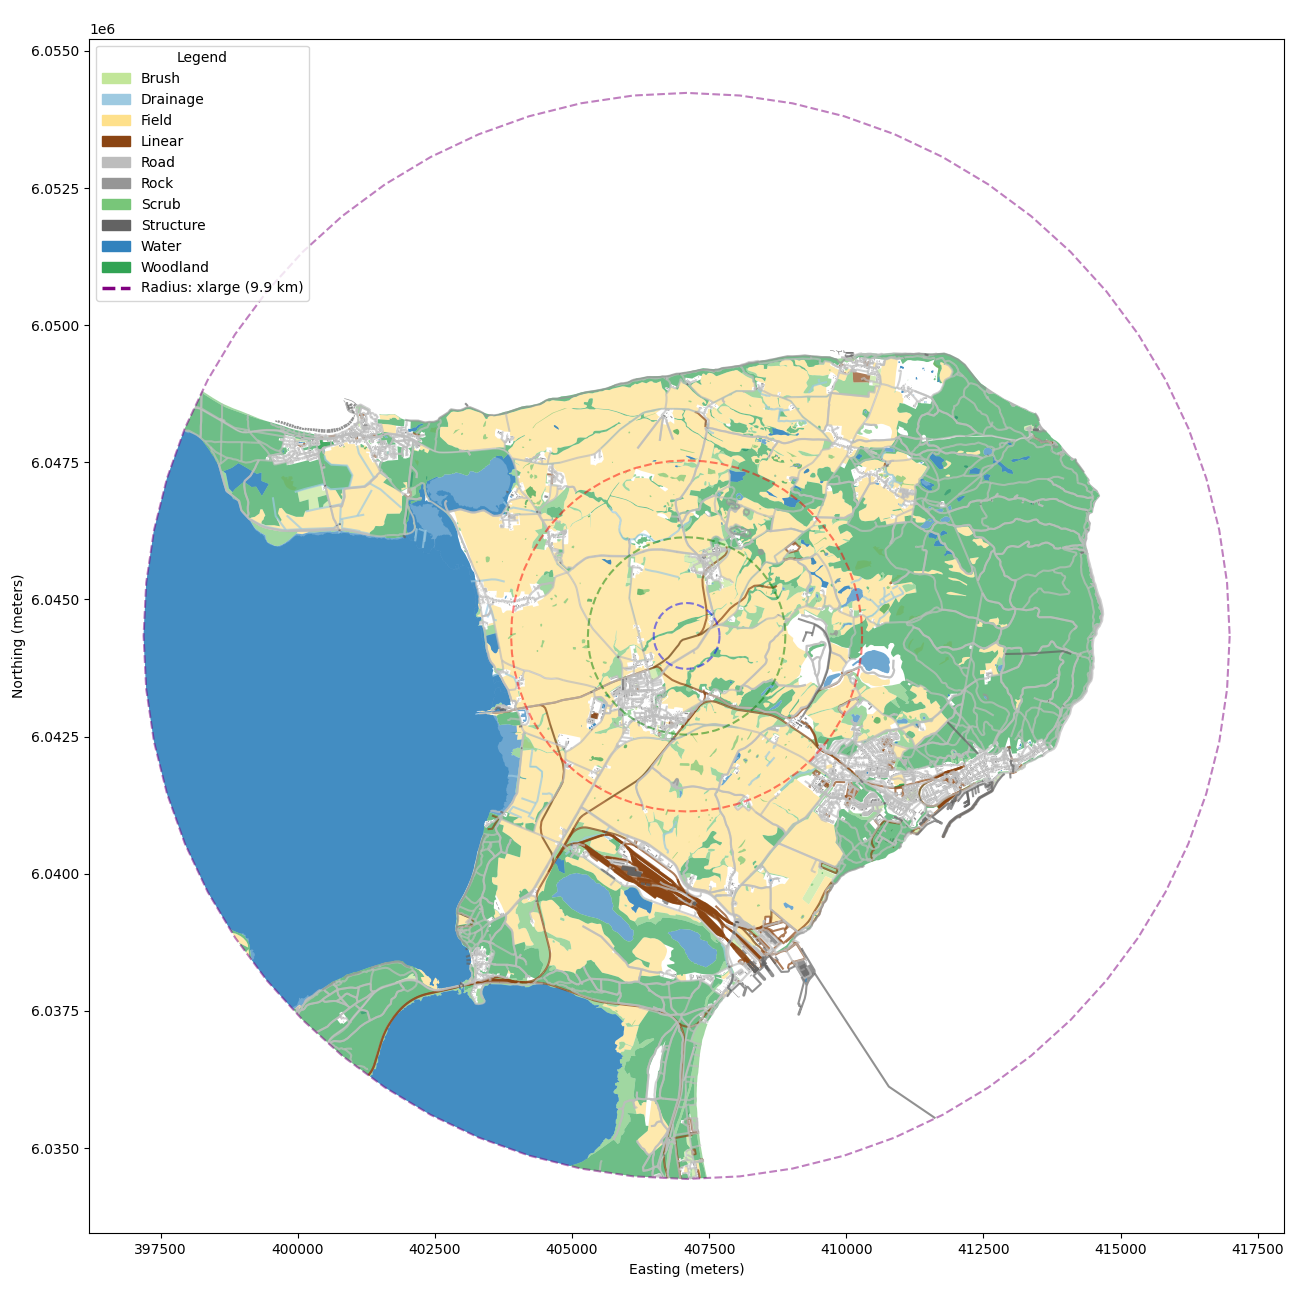 1e6
Legend
Brush
Drainage
Field
Linear
Road
Rock
Scrub
Structure
Water
Woodland
Radius: xlarge (9.9 km)
6.0550
6.0525
6.0500
6.0475
6.0450
6.0425
6.0400
6.0375
6.0350
Northing (meters)
397500 400000 402500 405000 407500 410000 412500 415000 417500
Easting (meters)